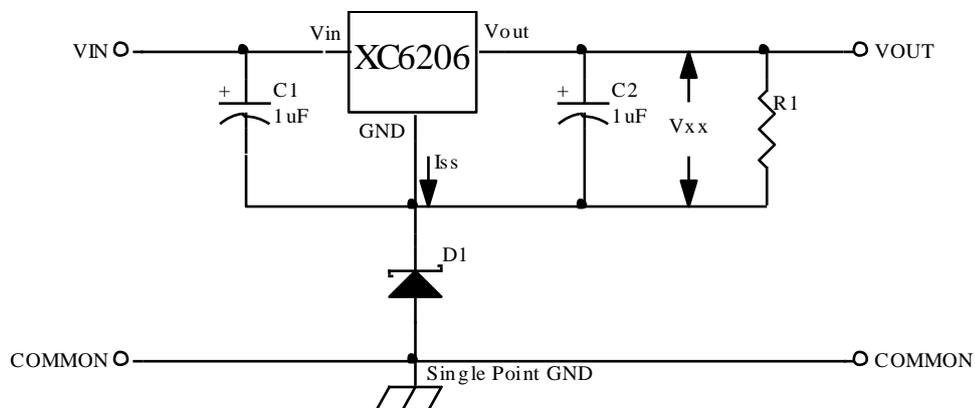 VIN
Vin
XC6206
Vout
VOUT
+
C1
1uF
GND
Iss
+
C2
1uF
Vxx
R1
D1
COMMON
COMMON
Single Point GND